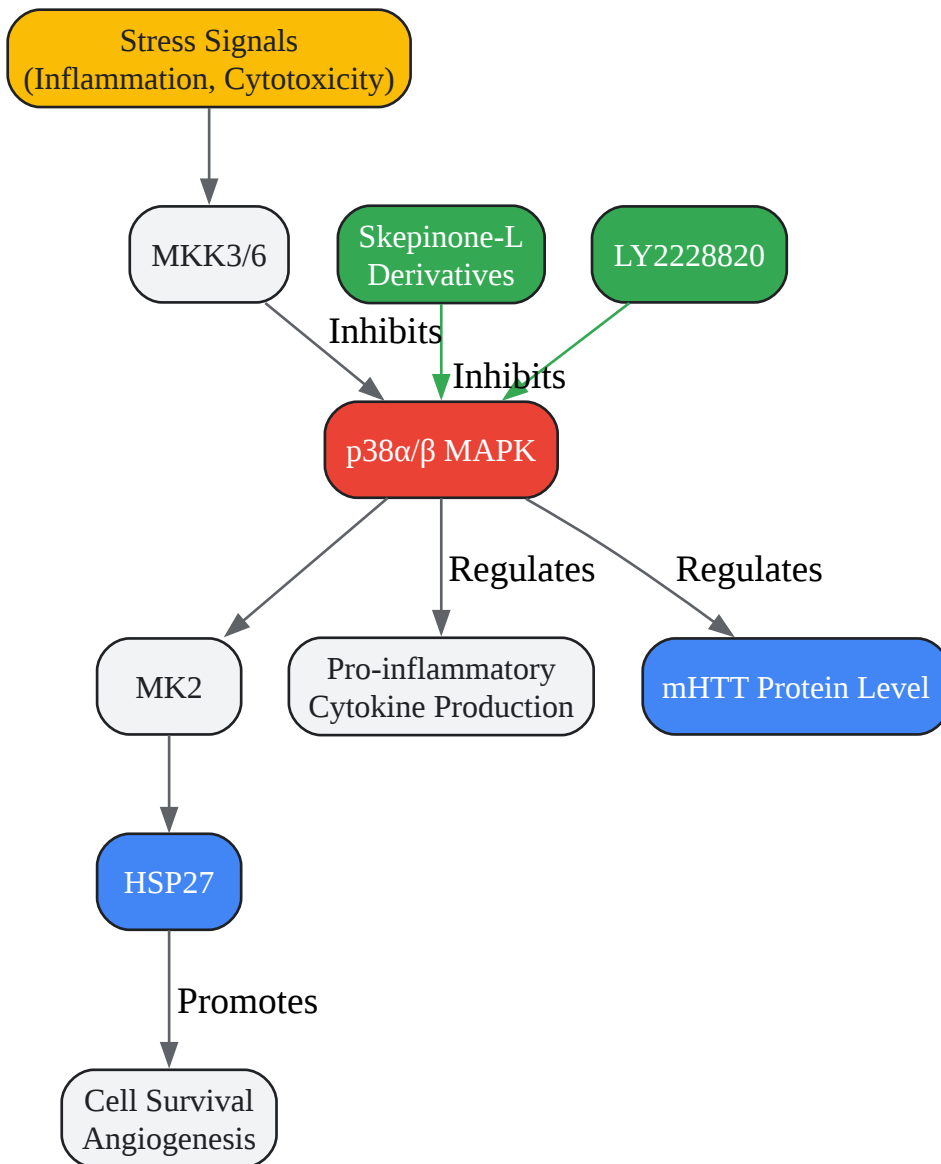 Stress Signals
(Inflammation, Cytotoxicity)
MKK3/6
Skepinone-L
Derivatives
LY2228820
Inhibits
Inhibits
p38α/β MAPK
Regulates
Regulates
MK2
Pro-inflammatory
Cytokine Production
mHTT Protein Level
HSP27
Promotes
Cell Survival
Angiogenesis